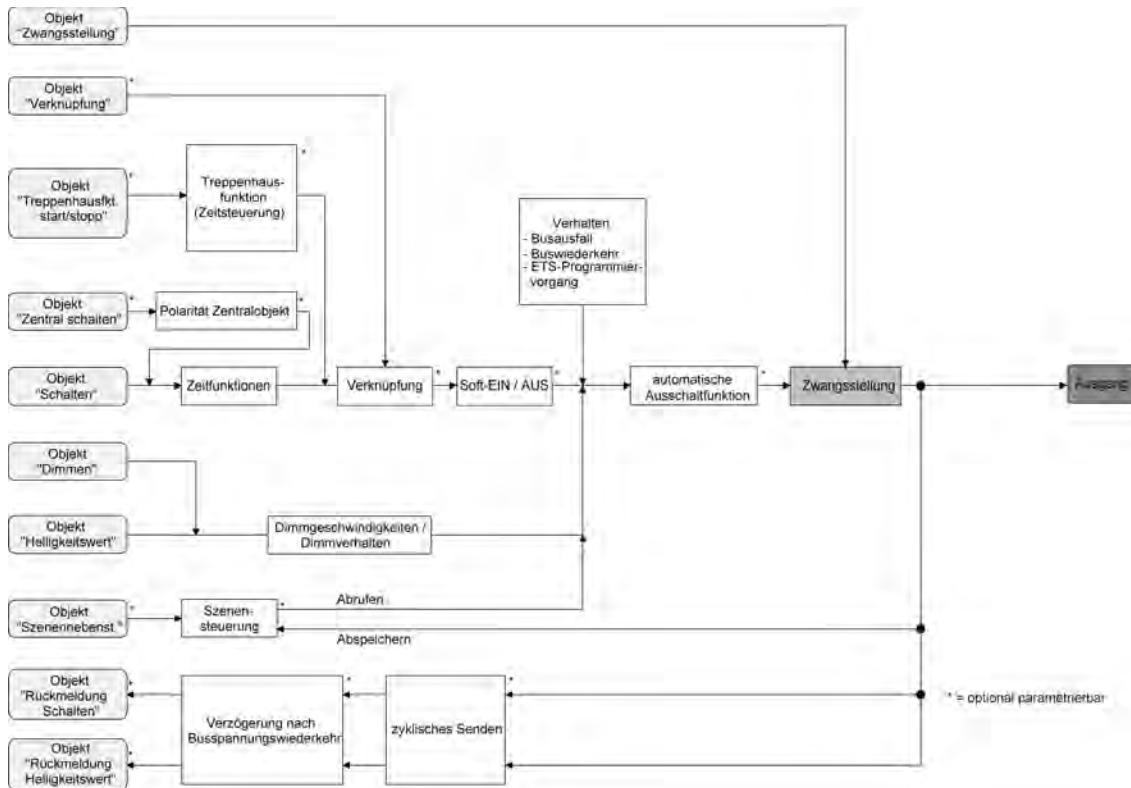 Objekt
"Zwangsstellung"
Objekt
"Verknüpfung"
*
Objekt
"Treppenhausfkt.
start/stopp"
*
Treppenhaus-
funktion
(Zeitsteuerung)
*
Verhalten
- Busausfall
- Buswiederkehr
- ETS-Programmier-
vorgang
Objekt
"Zentral schalten"
*
Polarität Zentralobjekt
*
Objekt
"Schalten"
Zeitfunktionen
Verknüpfung
*
Soft-EIN / AUS
*
automatische
Ausschaltfunktion
*
Zwangsstellung
Ausgang
Objekt
"Dimmen"
Objekt
"Helligkeitswert"
Dimmgeschwindigkeiten /
Dimmverhalten
Objekt
"Szenennebenst."
*
Szenen-
steuerung
*
Abrufen
Abspeichern
Objekt
"Rückmeldung
Schalten"
*
Verzögerung nach
Busspannungswiederkehr
*
zyklisches Senden
*
* = optional parametrierbar
Objekt
"Rückmeldung
Helligkeitswert"
*
*
*